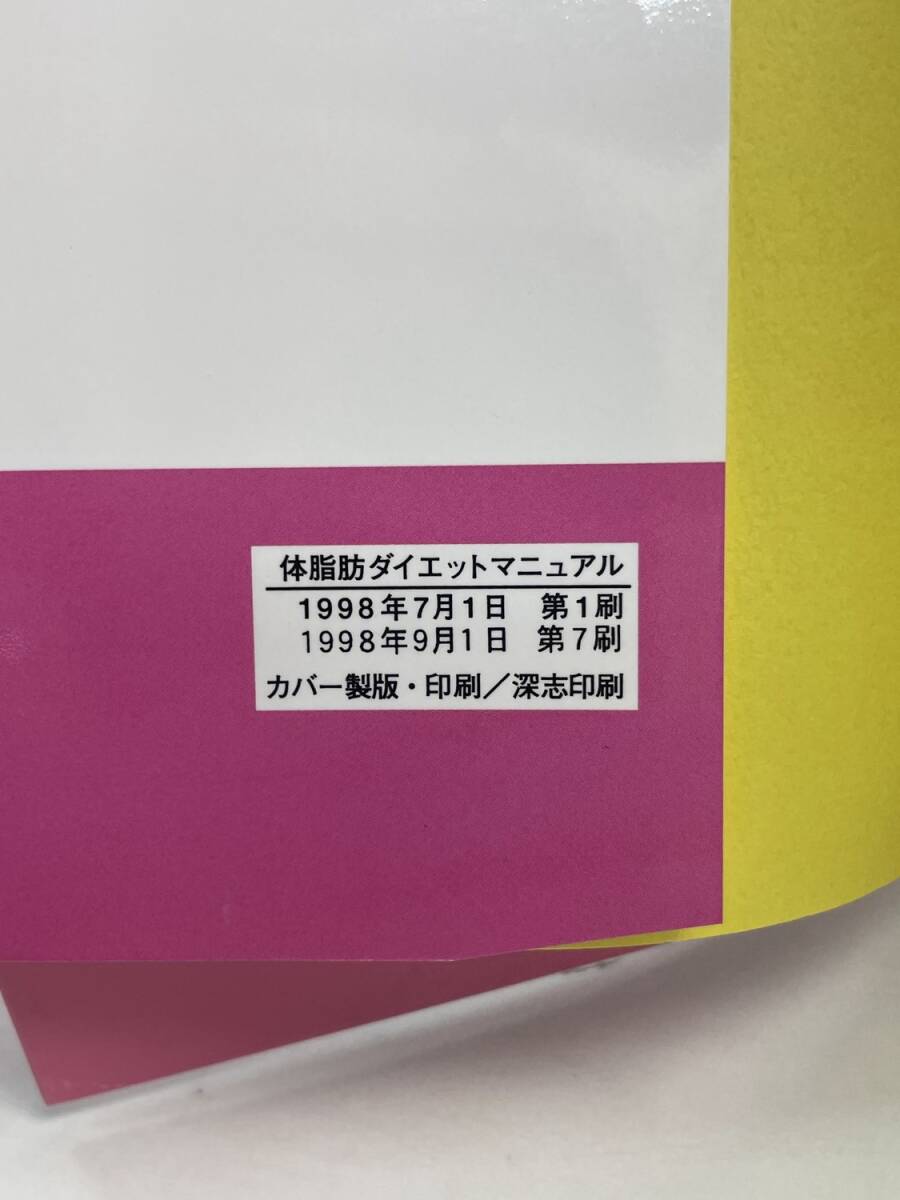 体脂肪ダイエットマニュアル
1998年7月1日 第1刷
1998年9月1日 第7刷
カバー製版・印刷／深志印刷